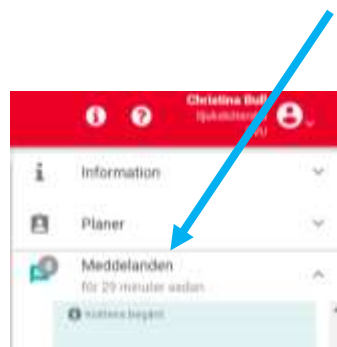 Christina Bull
Information
Planer
Meddelanden
för 29 minuter sedan